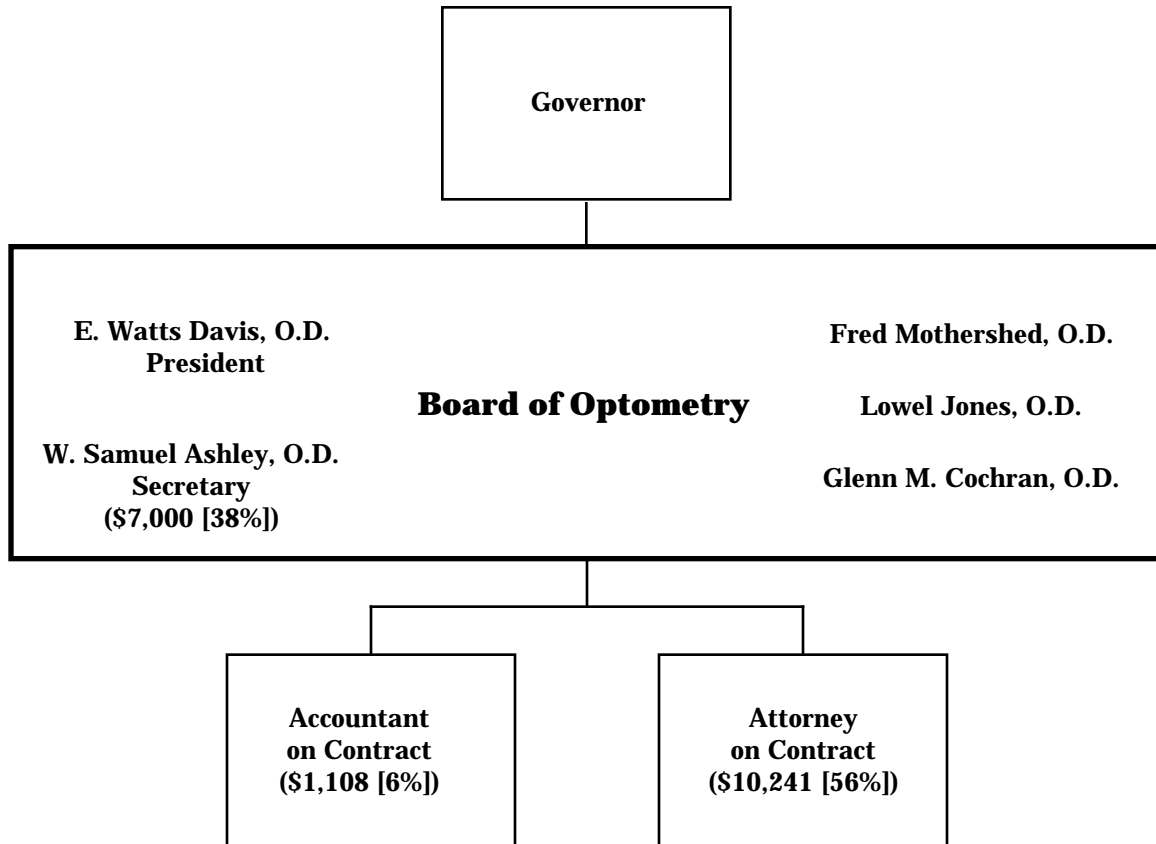 Governor
E. Watts Davis, O.D.
President
W. Samuel Ashley, O.D.
Secretary
($7,000 [38%])
Board of Optometry
Fred Mothershed, O.D.
Lowel Jones, O.D.
Glenn M. Cochran, O.D.
Accountant
on Contract
($1,108 [6%])
Attorney
on Contract
($10,241 [56%])